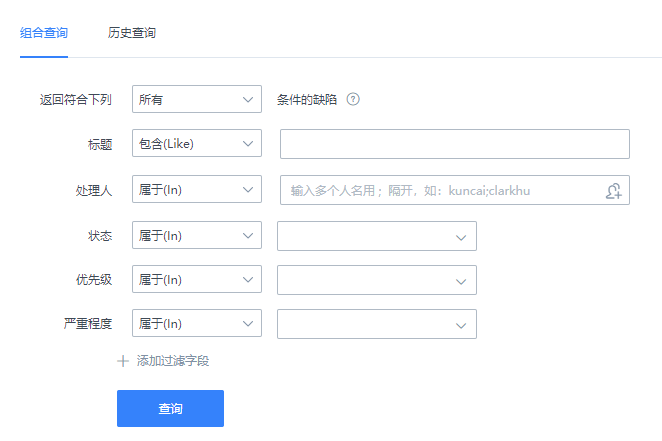 组合查询 历史查询
返回符合下列 所有 条件的缺陷 ?
标题 包含(Like)
处理人 属于(In) 输入多个人名用 ; 隔开，如：kuncai;clarkhu
状态 属于(In)
优先级 属于(In)
严重程度 属于(In)
添加过滤字段
查询